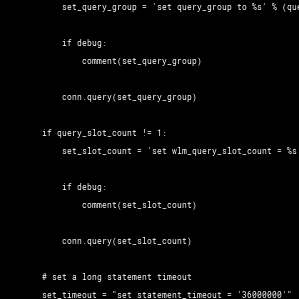 set_query_group = 'set query_group to %s' % (que
if debug:
comment(set_query_group)
conn.query(set_query_group)
if query_slot_count != 1:
set_slot_count = 'set wlm_query_slot_count = %s
if debug:
comment(set_slot_count)
conn.query(set_slot_count)
# set a long statement timeout
set_timeout = "set statement_timeout = '36000000'"